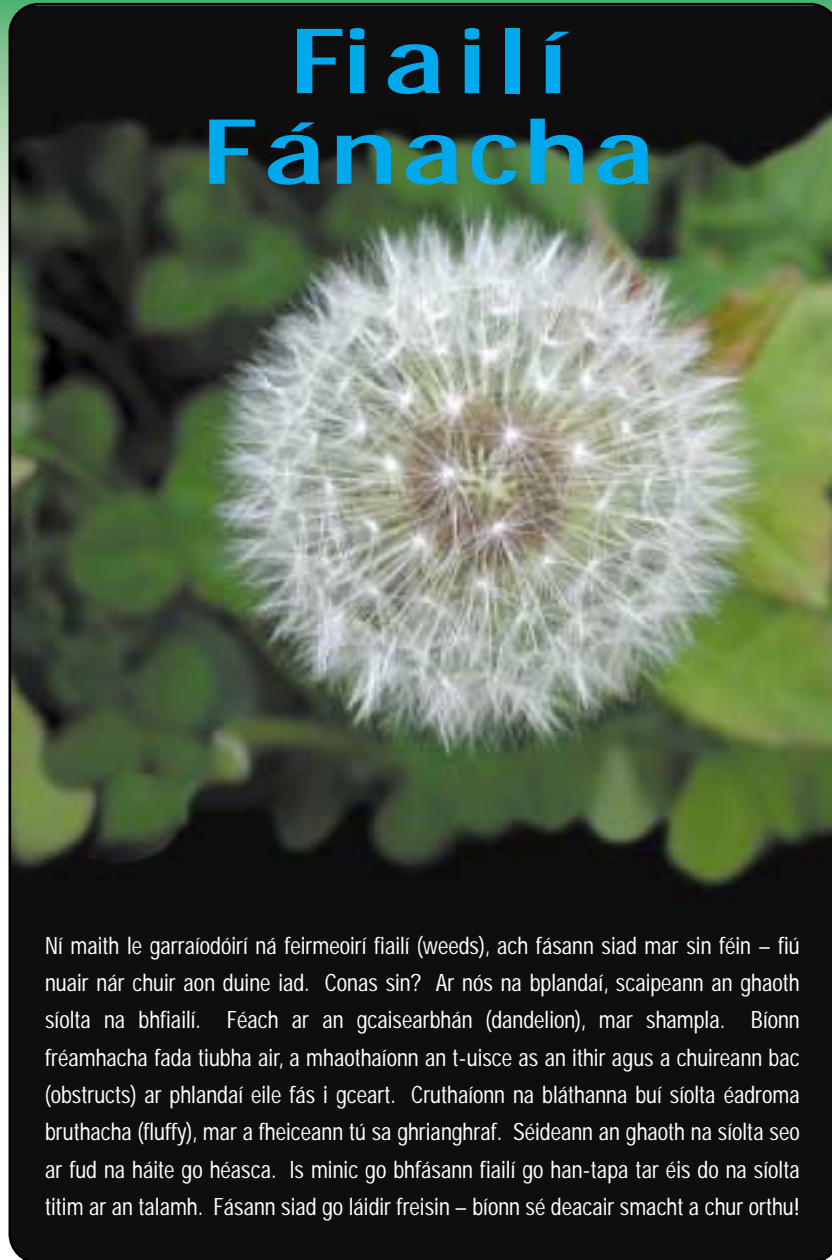 Fiailí
Fánacha
Ní maith le garraíodóirí ná feirmeoirí fiailí (weeds), ach fásann siad mar sin féin – fiú
nuair nár chuir aon duine iad. Conas sin? Ar nós na bplandaí, scaipeann an ghaoth
síolta na bhfiailí. Féach ar an gcaisearbhán (dandelion), mar shampla. Bíonn
fréamhacha fada tiubha air, a mhaothaíonn an t-uisce as an ithir agus a chuireann bac
(obstructs) ar phlandaí eile fás i gceart. Cruthaíonn na bláthanna buí síolta éadroma
bruthacha (fluffy), mar a fheiceann tú sa ghrianghraf. Séideann an ghaoth na síolta seo
ar fud na háite go héasca. Is minic go bhfásann fiailí go han-tapa tar éis do na síolta
titim ar an talamh. Fásann siad go láidir freisin – bíonn sé deacair smacht a chur orthu!